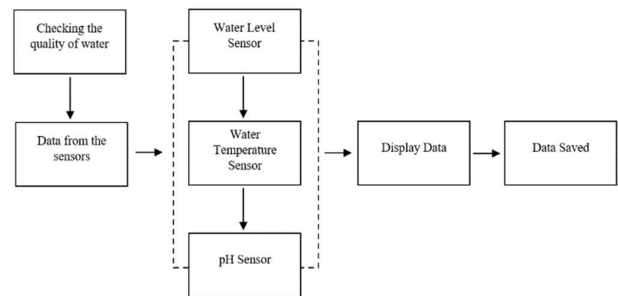 Checking the
quality of water
Data from the
sensors
Water Level
Sensor
Water
Temperature
Sensor
pH Sensor
Display Data
Data Saved